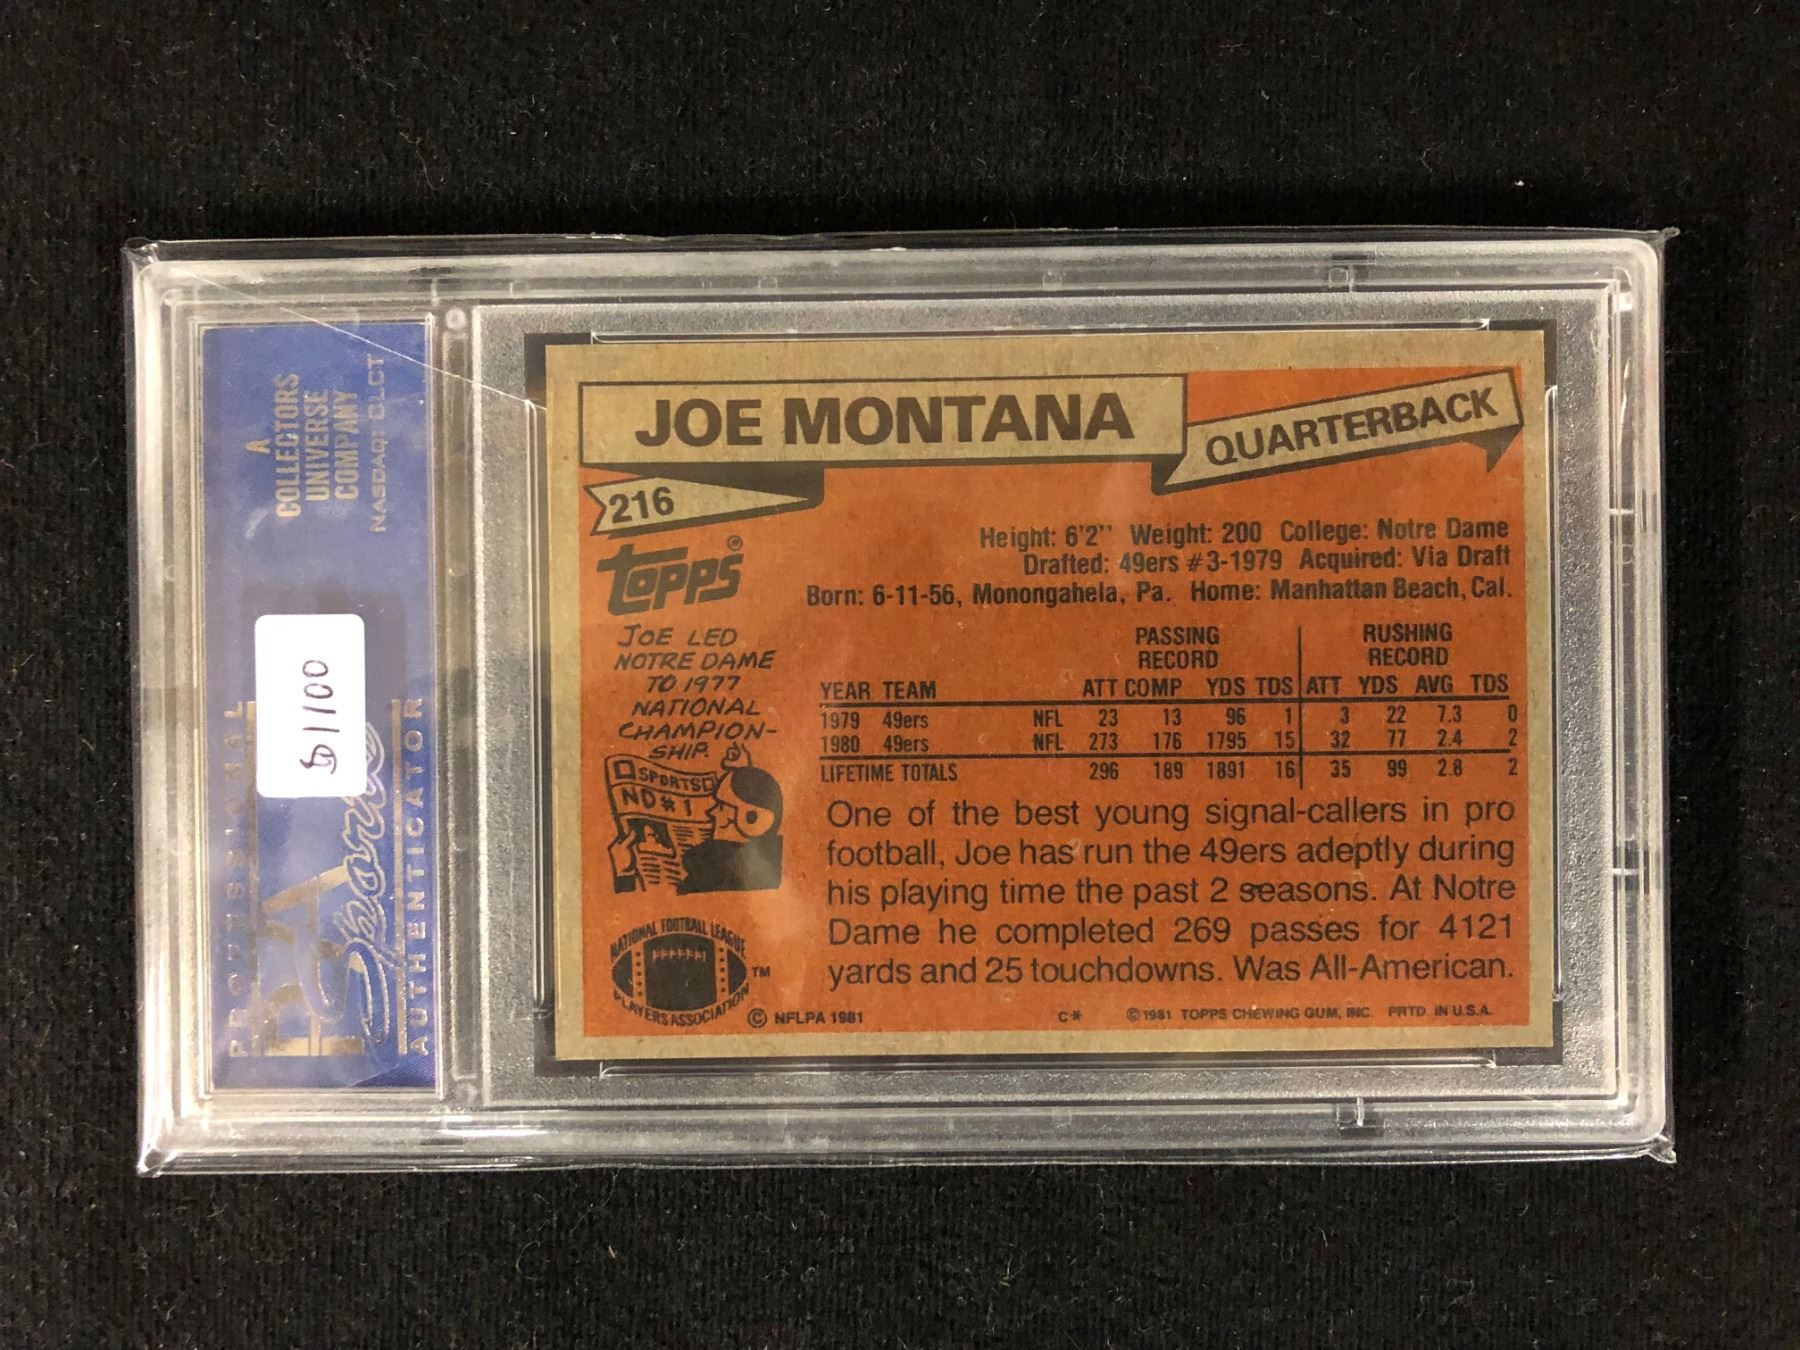 A
COLLECTORS
UNIVERSE
COMPANY
NASDAQ: CLCT
PROFESSIONAL
PSA
Sports
AUTHENTICATOR
JOE MONTANA
QUARTERBACK
216
topps®
Height: 6'2'' Weight: 200 College: Notre Dame
Drafted: 49ers #3-1979 Acquired: Via Draft
Born: 6-11-56, Monongahela, Pa. Home: Manhattan Beach, Cal.
JOE LED
NOTRE DAME
TO 1977
NATIONAL
CHAMPION-
SHIP.
SPORTS
ND #1
PASSING RECORD RUSHING RECORD
YEAR TEAM ATT COMP YDS TDS ATT YDS AVG TDS
1979 49ers NFL 23 13 96 1 3 22 7.3 0
1980 49ers NFL 273 176 1795 15 32 77 2.4 2
LIFETIME TOTALS 296 189 1891 16 35 99 2.8 2
One of the best young signal-callers in pro
football, Joe has run the 49ers adeptly during
his playing time the past 2 seasons. At Notre
Dame he completed 269 passes for 4121
yards and 25 touchdowns. Was All-American.
NATIONAL FOOTBALL LEAGUE
PLAYERS ASSOCIATION
TM
© NFLPA 1981
C*
©1981 TOPPS CHEWING GUM, INC. PRTD. IN U.S.A.